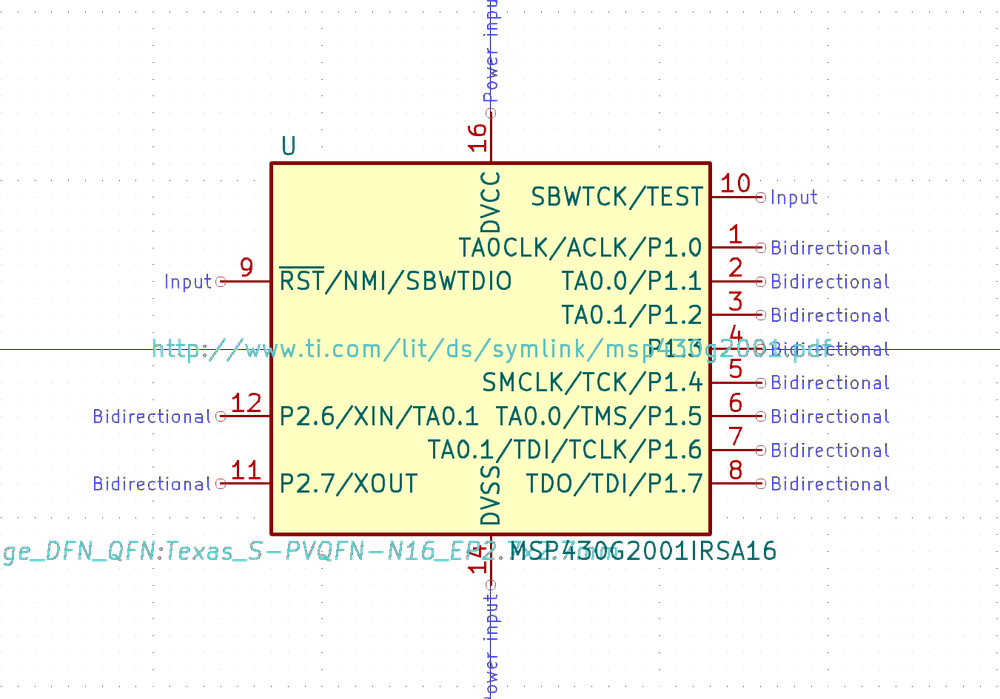 Power input
16
U
DVCC
SBWTCK/TEST 10 Input
TA0CLK/ACLK/P1.0 1 Bidirectional
Input 9 RST/NMI/SBWTDIO TA0.0/P1.1 2 Bidirectional
TA0.1/P1.2 3 Bidirectional
http://www.ti.com/lit/ds/symlink/msp430g2001.pdf
P1.3 4 Bidirectional
SMCLK/TCK/P1.4 5 Bidirectional
Bidirectional 12 P2.6/XIN/TA0.1 TA0.0/TMS/P1.5 6 Bidirectional
TA0.1/TDI/TCLK/P1.6 7 Bidirectional
Bidirectional 11 P2.7/XOUT TDO/TDI/P1.7 8 Bidirectional
DVSS
ge_DFN_QFN:Texas_S-PVQFN-N16_EP2.7x2.7mm
MSP430G2001IRSA16
14
ower input